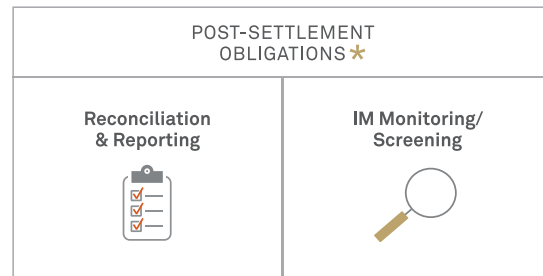 POST-SETTLEMENT
OBLIGATIONS*
Reconciliation
& Reporting
IM Monitoring/
Screening